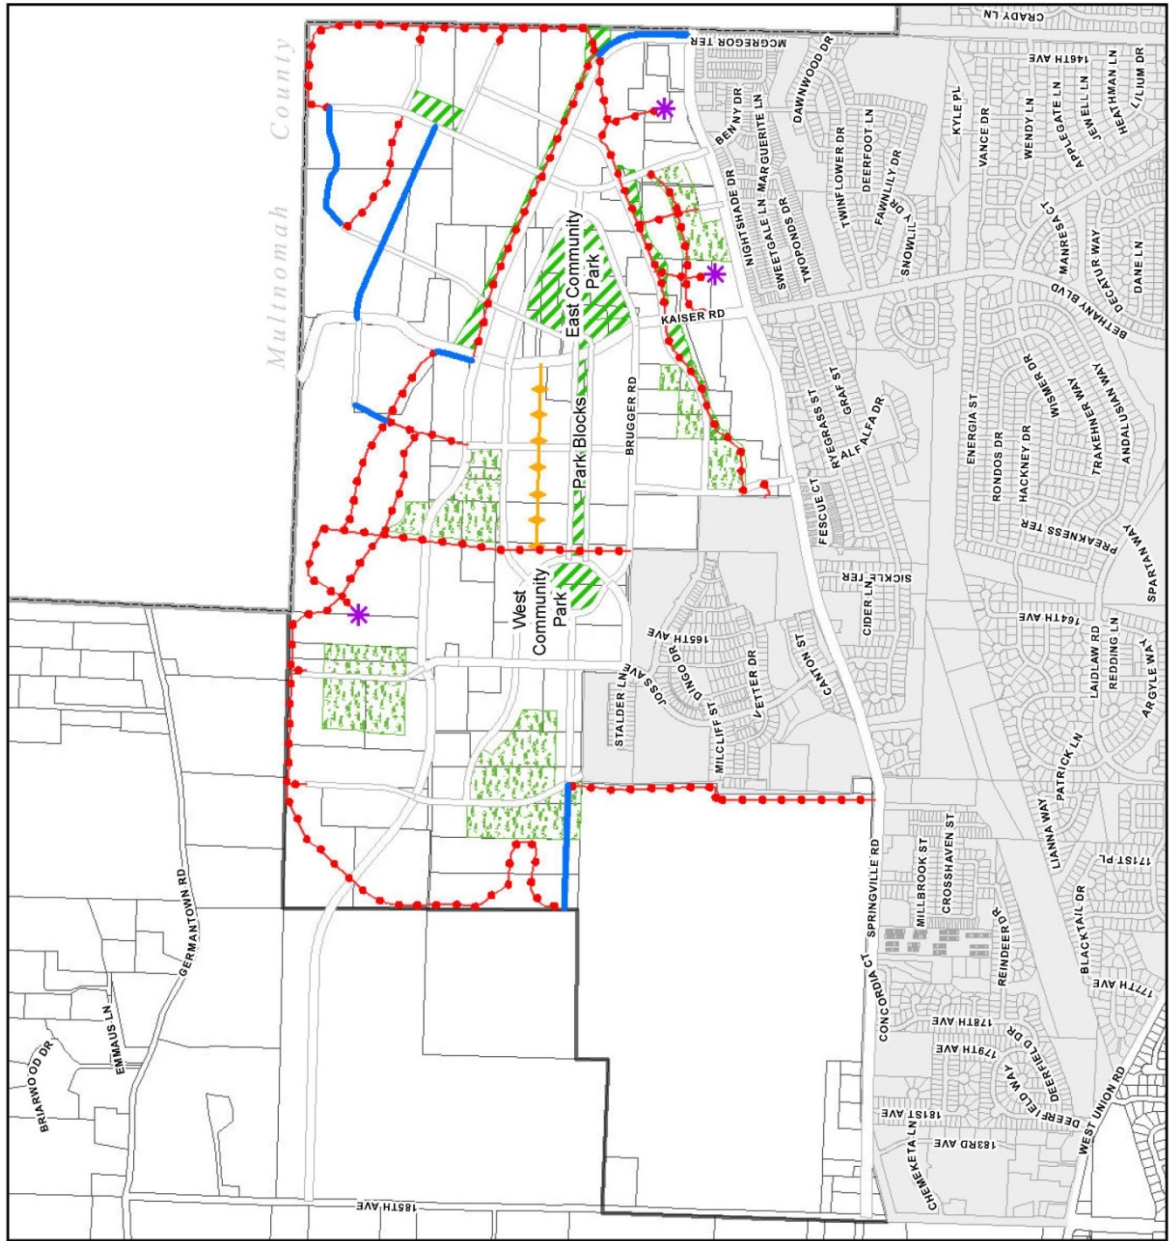 CRADY LN
MCGREGOR TER
146TH AVE
LILIUM DR
HEATHMAN LN
JEWELL LN
APPLEGATE LN
WENDY LN
VANCE DR
KYLE PL
DAWNWOOD DR
BENNY DR
MARGUERITE LN
SWEETGALE LN
TWOPONDS DR
NIGHTSHADE DR
TWINFLOWER DR
DEERFOOT LN
FAWNLILY DR
SNOWLILY DR
MANRESA CT
DECATUR WAY
DANE LN
BETHANY BLVD
Multnomah County
East Community
Park
KAISER RD
Park Blocks
BRUGGER RD
RYEGRASS ST
GRAF ST
ALFALFA DR
FESCUE CT
ENERGIA ST
RONDOS DR
HACKNEY DR
WISMER DR
TRAKEHNER WAY
ANDALUSIAN WAY
PREAKNESS TER
SPARTAN WAY
SICKLE TER
CIDER LN
164TH AVE
LAIDLAW RD
REDDING LN
ARGYLE WAY
West
Community
Park
165TH AVE
DINGO DR
JOSS AVE
STALDER LN
MILCLIFF ST
VETTER DR
CANTON ST
PATRICK LN
LIANNA WAY
171ST PL
BLACKTAIL DR
177TH AVE
SPRINGVILLE RD
MILLBROOK ST
CROSSHAVEN ST
REINDEER DR
CONCORDIA CT
178TH AVE
179TH AVE
DEERFIELD DR
DEERFIELD WAY
181ST AVE
183RD AVE
CHEMEKETA LN
WEST UNION RD
GERMANTOWN RD
EMMAUS LN
BRIARWOOD DR
185TH AVE